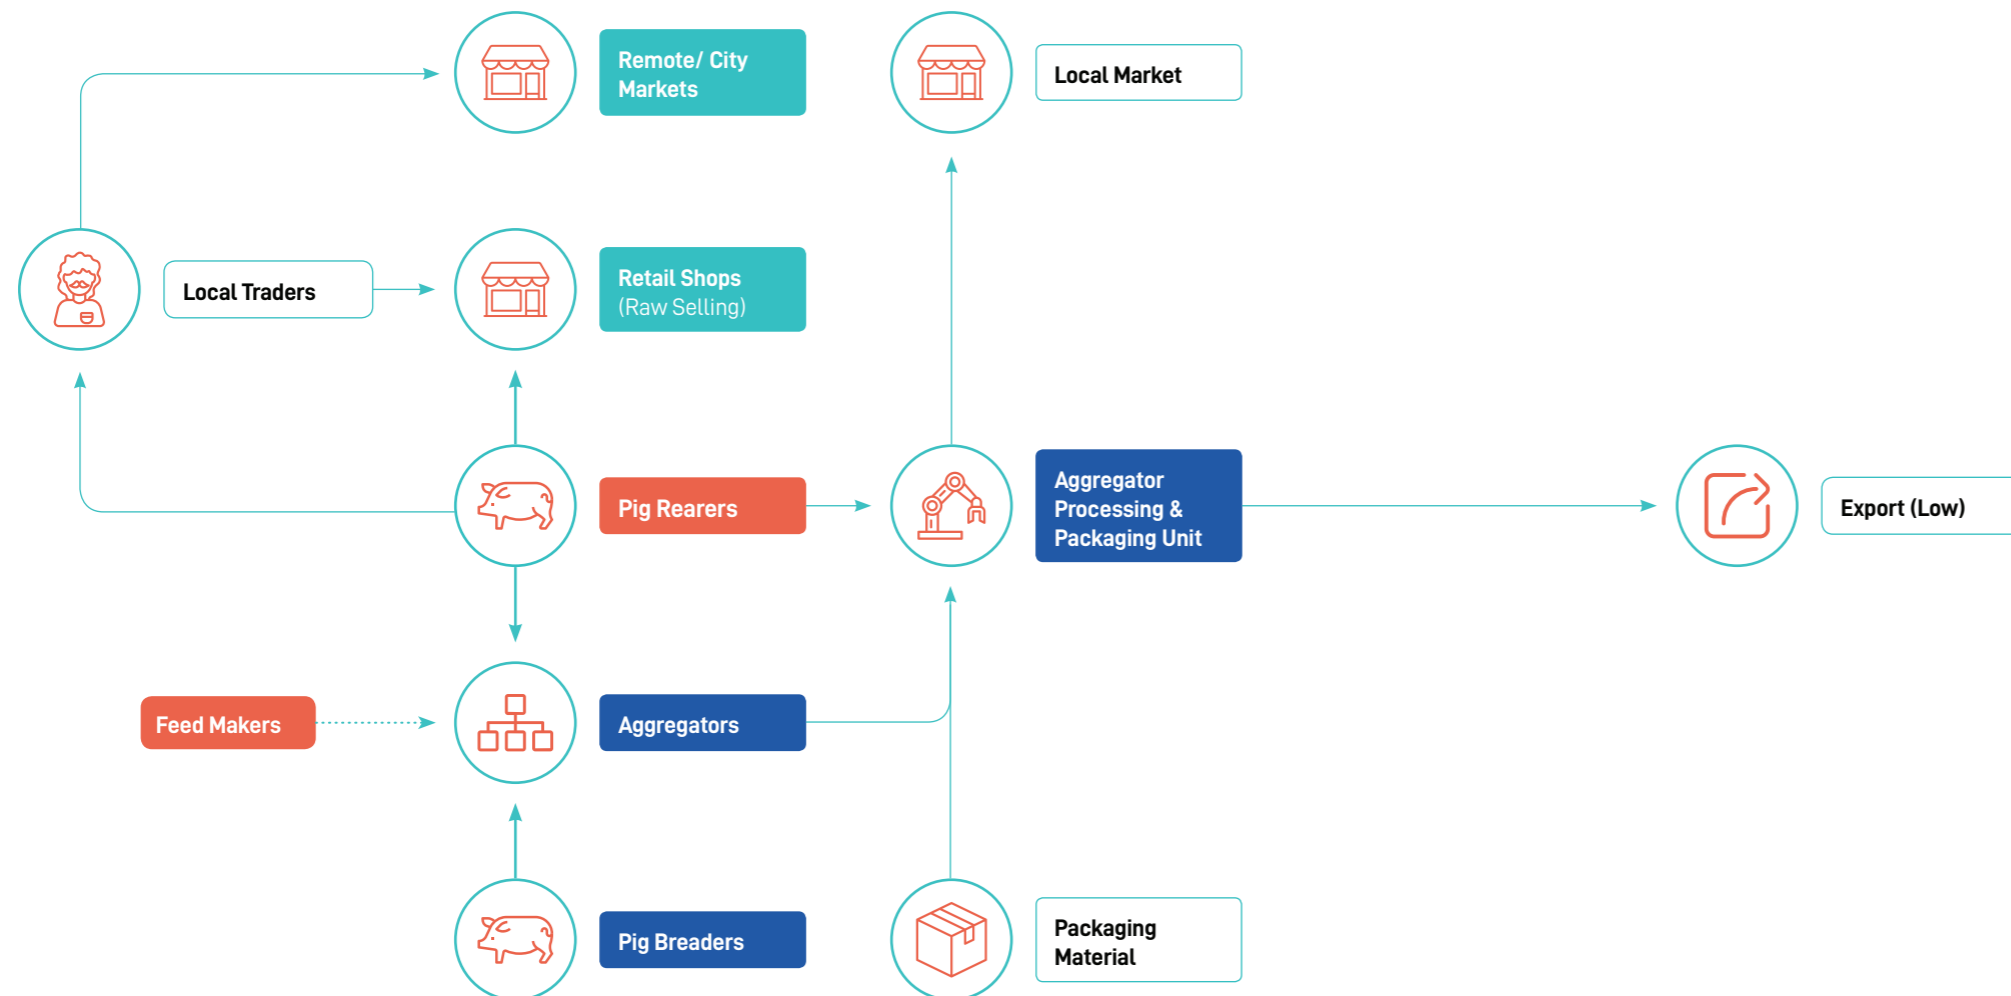 Remote/ City
Markets
Local Market
Local Traders
Retail Shops
(Raw Selling)
Pig Rearers
Aggregator
Processing &
Packaging Unit
Export (Low)
Feed Makers
Aggregators
Pig Breaders
Packaging
Material